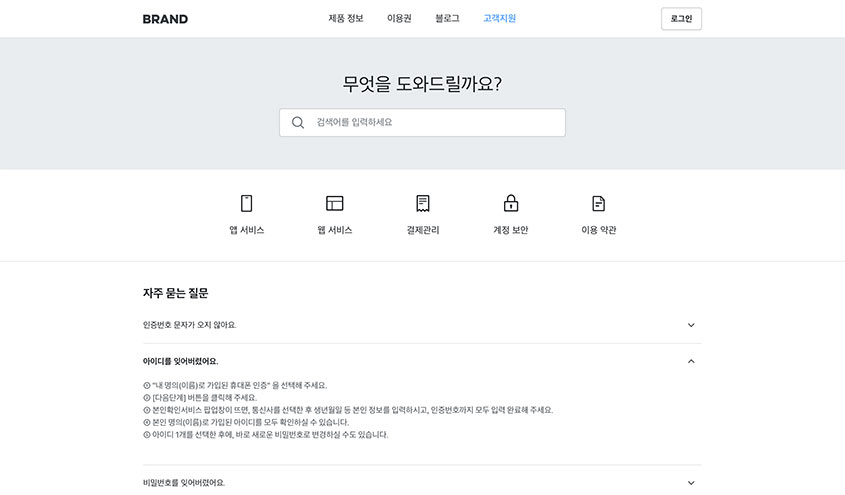 BRAND
제품 정보
이용권
블로그
고객지원
로그인
무엇을 도와드릴까요?
검색어를 입력하세요
앱 서비스
웹 서비스
결제관리
계정 보안
이용 약관
자주 묻는 질문
인증번호 문자가 오지 않아요.
아이디를 잊어버렸어요.
① "내 명의(이름)로 가입된 휴대폰 인증" 을 선택해 주세요.
② [다음단계] 버튼을 클릭해 주세요.
③ 본인확인서비스 팝업창이 뜨면, 통신사를 선택한 후 생년월일 등 본인 정보를 입력하시고, 인증번호까지 모두 입력 완료해 주세요.
④ 본인 명의(이름)로 가입된 아이디를 모두 확인하실 수 있습니다.
⑤ 아이디 1개를 선택한 후에, 바로 새로운 비밀번호로 변경하실 수도 있습니다.
비밀번호를 잊어버렸어요.